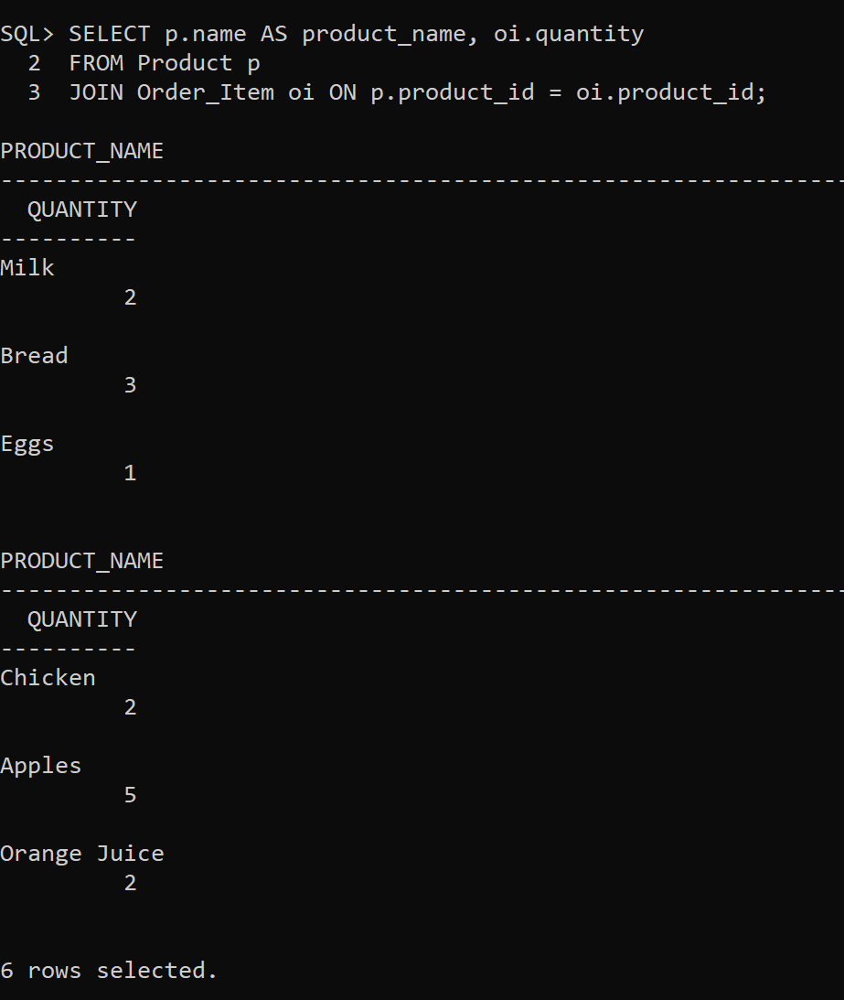 SQL> SELECT p.name AS product_name, oi.quantity
  2  FROM Product p
  3  JOIN Order_Item oi ON p.product_id = oi.product_id;
PRODUCT_NAME
--------------------------------------------------------------
  QUANTITY
----------
Milk
         2
Bread
         3
Eggs
         1
PRODUCT_NAME
--------------------------------------------------------------
  QUANTITY
----------
Chicken
         2
Apples
         5
Orange Juice
         2
6 rows selected.